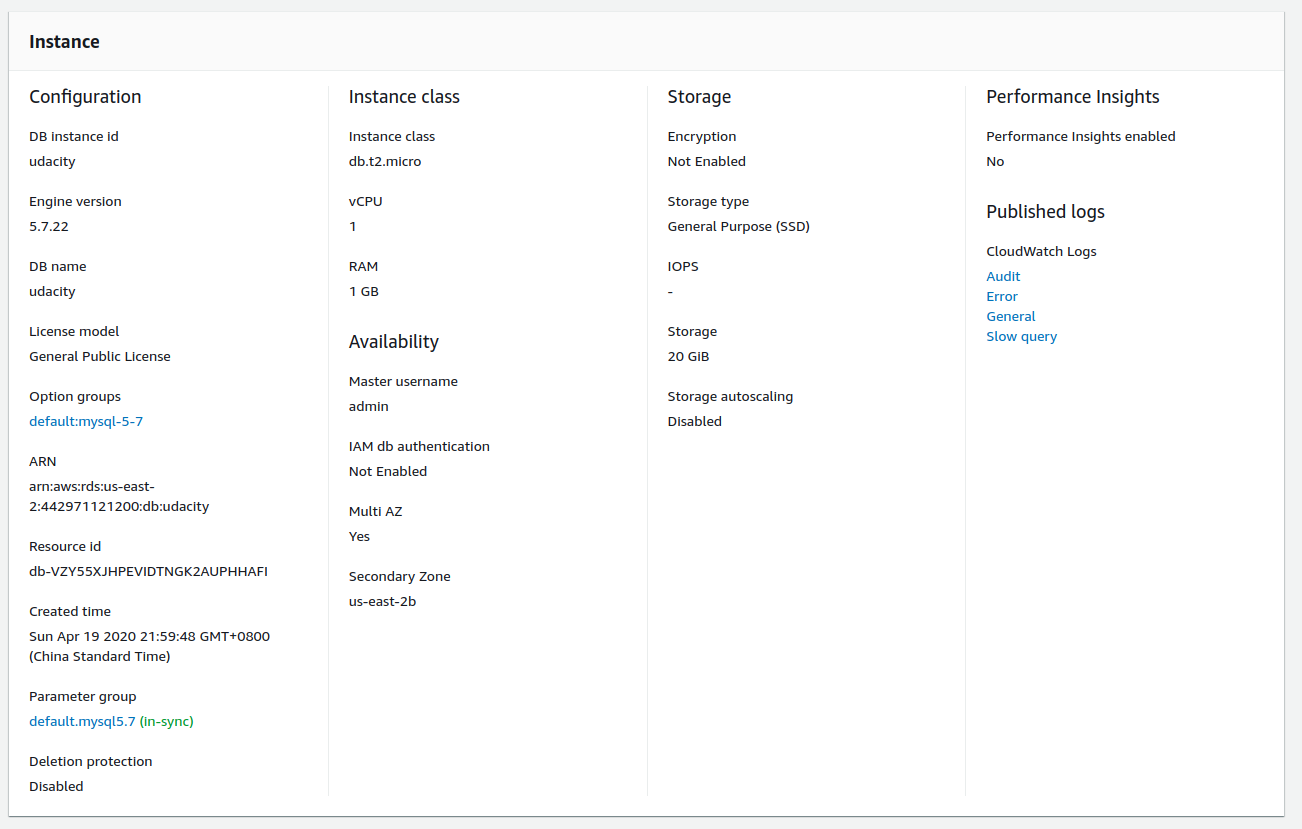 Instance
Configuration
DB instance id
udacity
Engine version
5.7.22
DB name
udacity
License model
General Public License
Option groups
default:mysql-5-7
ARN
arn:aws:rds:us-east-
2:442971121200:db:udacity
Resource id
db-VZY55XJHPEVIDTNGK2AUPHHAFI
Created time
Sun Apr 19 2020 21:59:48 GMT+0800
(China Standard Time)
Parameter group
default.mysql5.7 (in-sync)
Deletion protection
Disabled
Instance class
Instance class
db.t2.micro
vCPU
1
RAM
1 GB
Availability
Master username
admin
IAM db authentication
Not Enabled
Multi AZ
Yes
Secondary Zone
us-east-2b
Storage
Encryption
Not Enabled
Storage type
General Purpose (SSD)
IOPS
-
Storage
20 GiB
Storage autoscaling
Disabled
Performance Insights
Performance Insights enabled
No
Published logs
CloudWatch Logs
Audit
Error
General
Slow query